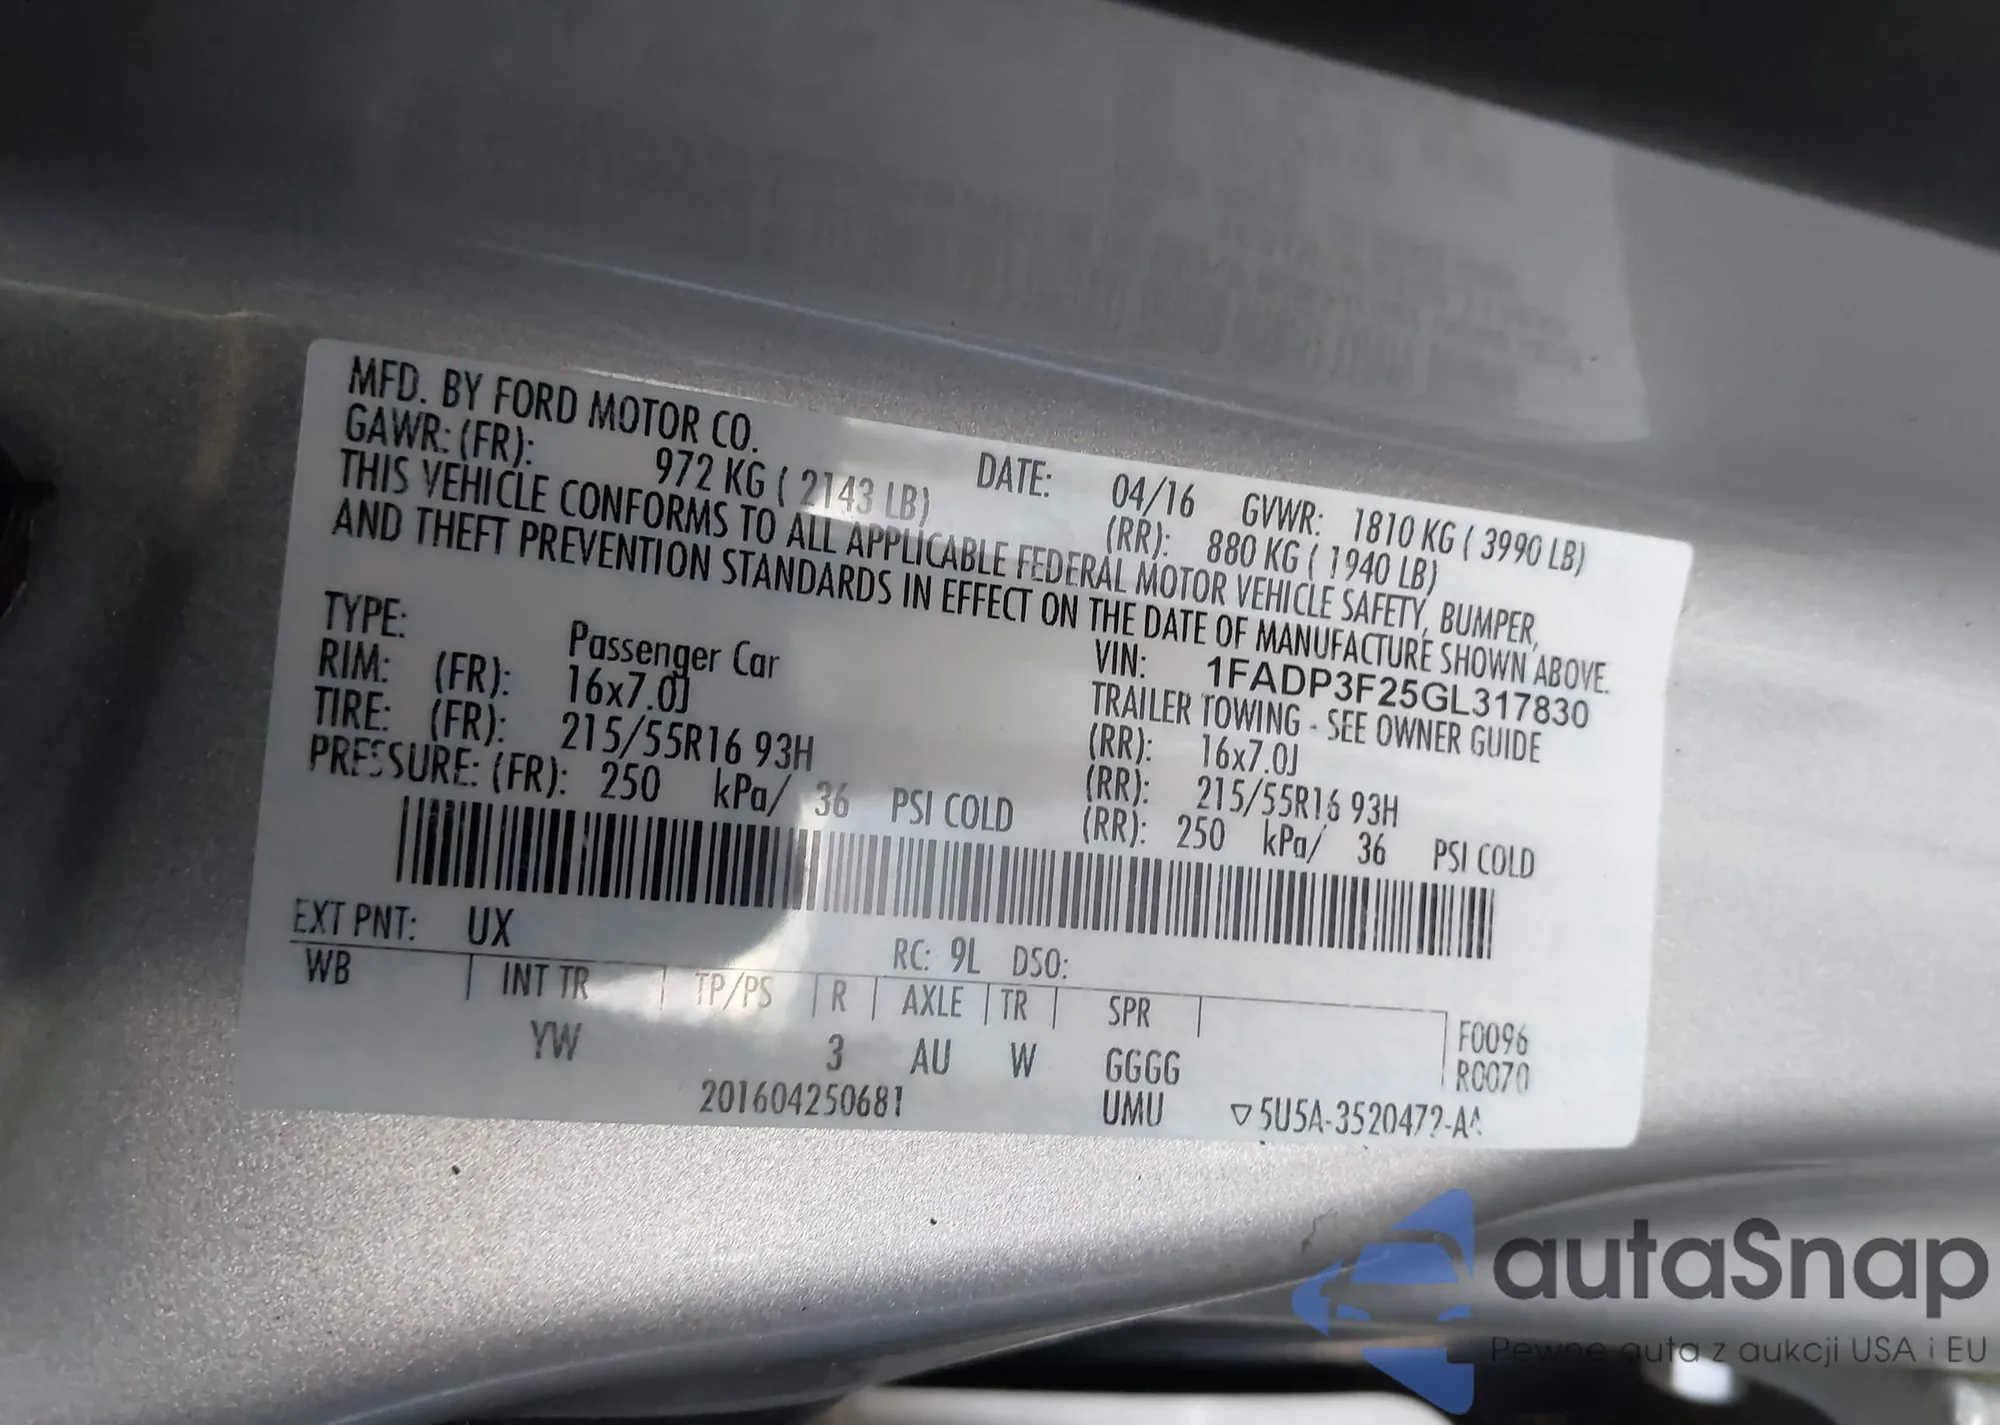 MFD. BY FORD MOTOR CO. DATE: 04/16 GVWR: 1810 KG ( 3990 LB)
GAWR: (FR): 972 KG ( 2143 LB) (RR): 880 KG ( 1940 LB)
THIS VEHICLE CONFORMS TO ALL APPLICABLE FEDERAL MOTOR VEHICLE SAFETY, BUMPER,
AND THEFT PREVENTION STANDARDS IN EFFECT ON THE DATE OF MANUFACTURE SHOWN ABOVE.
VIN: 1FADP3F25GL317830
TYPE: Passenger Car TRAILER TOWING - SEE OWNER GUIDE
RIM: (FR): 16x7.0J (RR): 16x7.0J
TIRE: (FR): 215/55R16 93H (RR): 215/55R16 93H
PRESSURE: (FR): 250 kPa/ 36 PSI COLD (RR): 250 kPa/ 36 PSI COLD
EXT PNT: UX RC: 9L DSO:
WB INT TR TP/PS R AXLE TR SPR F0096
YW 3 AU W GGGG R0070
201604250681 UMU ▽5U5A-3520472-AA
autaSnap
Pewne auta z aukcji USA i EU